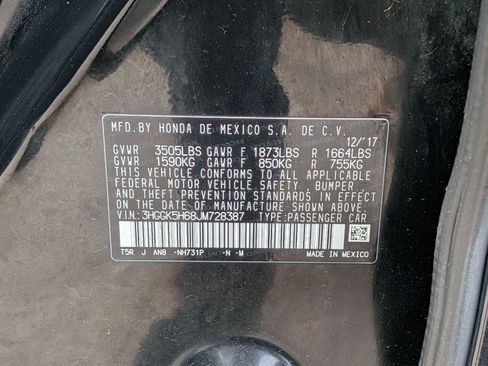 MFD.BY HONDA DE MEXICO S.A. DE C.V.
12/'17
GVWR 3505LBS GAWR F 1873LBS R 1664LBS
GVWR 1590KG GAWR F 850KG R 755KG
THIS VEHICLE CONFORMS TO ALL APPLICABLE
FEDERAL MOTOR VEHICLE SAFETY, BUMPER
AND THEFT PREVENTION STANDARDS IN EFFECT
ON THE DATE OF MANUFACTURE SHOWN ABOVE.
V.I.N.: 3HGGK5H68JM728387 TYPE: PASSENGER CAR
T5R J AN8 -NH731P -N -M MADE IN MEXICO